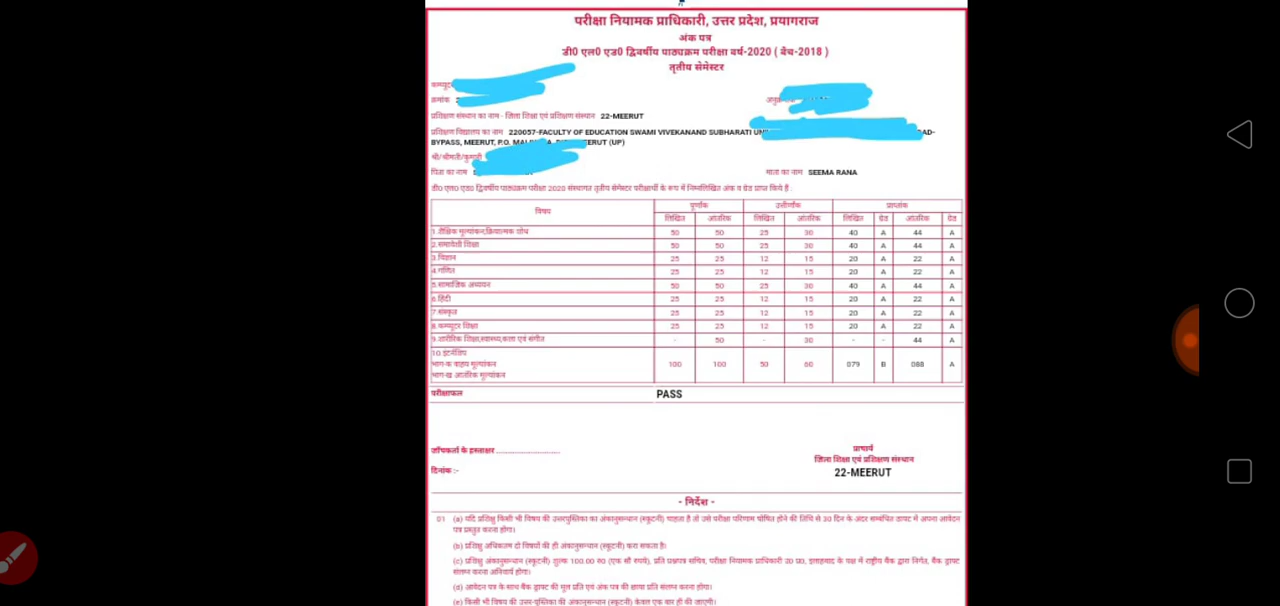 परीक्षा नियामक प्राधिकारी, उत्तर प्रदेश, प्रयागराज
अंक पत्र
डी0 एल0 एड0 द्विवर्षीय पाठ्यक्रम परीक्षा वर्ष-2020 ( बैच-2018 )
तृतीय सेमेस्टर
क्रमांक
प्रशिक्षण संस्थान का नाम - जिला शिक्षा एवं प्रशिक्षण संस्थान 22-MEERUT
प्रशिक्षण विद्यालय का नाम 220057-FACULTY OF EDUCATION SWAMI VIVEKANAND SUBHARATI
BYPASS, MEERUT, P.O. (UP)
श्री/श्रीमती/कुमारी
पिता का नाम माता का नाम SEEMA RANA
डी0 एल0 एड0 द्विवर्षीय पाठ्यक्रम परीक्षा 2020 संस्थागत तृतीय सेमेस्टर परीक्षार्थी के रूप में निम्नलिखित अंक व ग्रेड प्राप्त किये हैं :
विषय पूर्णांक उत्तीर्णांक प्राप्तांक
लिखित आंतरिक लिखित आंतरिक लिखित ग्रेड आंतरिक ग्रेड
1.शैक्षिक मूल्यांकन,क्रियात्मक शोध 50 50 25 30 40 A 44 A
2.समावेशी शिक्षा 50 50 25 30 40 A 44 A
3.विज्ञान 25 25 12 15 20 A 22 A
4.गणित 25 25 12 15 20 A 22 A
5.सामाजिक अध्ययन 50 50 25 30 40 A 44 A
6.हिंदी 25 25 12 15 20 A 22 A
7.संस्कृत 25 25 12 15 20 A 22 A
8.कम्प्यूटर शिक्षा 25 25 12 15 20 A 22 A
9.शारीरिक शिक्षा,स्वास्थ्य,कला एवं संगीत - 50 - 30 - - 44 A
10.इंटर्नशिप
भाग-क वाह्य मूल्यांकन 100 100 50 60 079 B 088 A
भाग-ख आंतरिक मूल्यांकन
परीक्षाफल PASS
जाँचकर्ता के हस्ताक्षर ............................
प्राचार्य
जिला शिक्षा एवं प्रशिक्षण संस्थान
दिनांक :- 22-MEERUT
- निर्देश -
01 (a) यदि प्रशिक्षु किसी भी विषय की उत्तरपुस्तिका का अंकानुसन्धान (स्क्रूटनी) चाहता है तो उसे परीक्षा परिणाम घोषित होने की तिथि से 30 दिन के अंदर सम्बंधित डायट में अपना आवेदन
पत्र प्रस्तुत करना होगा।
(b) प्रशिक्षु अधिकतम दो विषयों की ही अंकानुसन्धान (स्क्रूटनी) करा सकता है।
(c) प्रशिक्षु अंकानुसन्धान (स्क्रूटनी) शुल्क 100.00 रु0 (एक सौ रुपये), प्रति प्रश्नपत्र सचिव, परीक्षा नियामक प्राधिकारी उ0 प्र0, इलाहाबाद के पक्ष में राष्ट्रीय बैंक द्वारा निर्गत, बैंक ड्राफ्ट
संलग्न करना अनिवार्य होगा।
(d) आवेदन पत्र के साथ बैंक ड्राफ्ट की मूल प्रति एवं अंक पत्र की छाया प्रति संलग्न करना होगा।
(e) किसी भी विषय की उत्तर-पुस्तिका की अंकानुसन्धान (स्क्रूटनी) केवल एक बार ही की जाएगी।